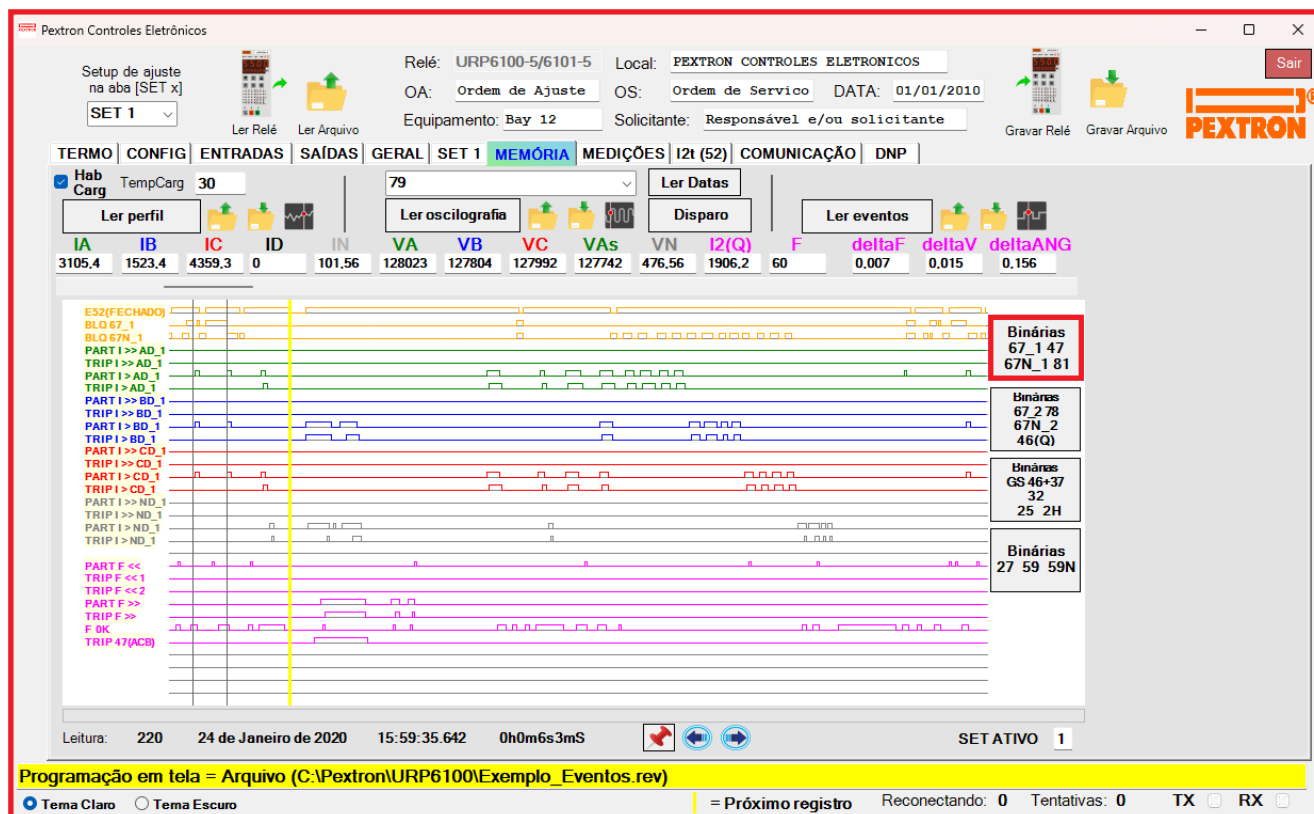 Pextron Controles Eletrônicos
Setup de ajuste
na aba [SET x]
SET 1
Ler Relé
Ler Arquivo
Relé: URP6100-5/6101-5 Local: PEXTRON CONTROLES ELETRONICOS
OA: Ordem de Ajuste OS: Ordem de Servico DATA: 01/01/2010
Equipamento: Bay 12 Solicitante: Responsável e/ou solicitante
Gravar Relé
Gravar Arquivo
Sair
PEXTRON
TERMO CONFIG ENTRADAS SAÍDAS GERAL SET 1 MEMÓRIA MEDIÇÕES I2t (52) COMUNICAÇÃO DNP
Hab Carg TempCarg 30 79 Ler Datas
Ler perfil Ler oscilografia Disparo Ler eventos
IA IB IC ID IN VA VB VC VAs VN I2(Q) F deltaF deltaV deltaANG
3105,4 1523,4 4359,3 0 101,56 128023 127804 127992 127742 476,56 1906,2 60 0,007 0,015 0,156
E52(FECHADO)
BLQ 67_1
BLQ 67N_1
PART I >> AD_1
TRIP I >> AD_1
PART I > AD_1
TRIP I > AD_1
PART I >> BD_1
TRIP I >> BD_1
PART I > BD_1
TRIP I > BD_1
PART I >> CD_1
TRIP I >> CD_1
PART I > CD_1
TRIP I > CD_1
PART I >> ND_1
TRIP I >> ND_1
PART I > ND_1
TRIP I > ND_1
PART F <<
TRIP F << 1
TRIP F << 2
PART F >>
TRIP F >>
F OK
TRIP 47(ACB)
Binárias
67_1 47
67N_1 81
Binárias
67_2 78
67N_2
46(Q)
Binárias
GS 46+37
32
25 2H
Binárias
27 59 59N
Leitura: 220 24 de Janeiro de 2020 15:59:35.642 0h0m6s3mS SET ATIVO 1
Programação em tela = Arquivo (C:\Pextron\URP6100\Exemplo_Eventos.rev)
Tema Claro Tema Escuro = Próximo registro Reconectando: 0 Tentativas: 0 TX RX